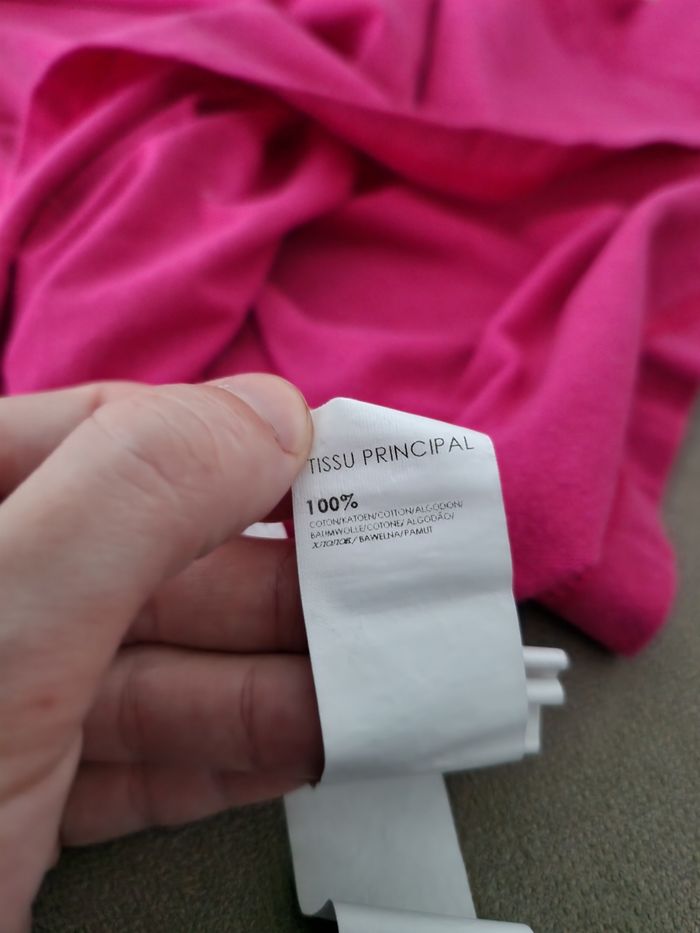 TISSU PRINCIPAL
100%
COTON/KATOEN/COTTON/ALGODON/
BAUMWOLLE/COTONE/ ALGODÃO/
/ BAWELNA/PAMUT